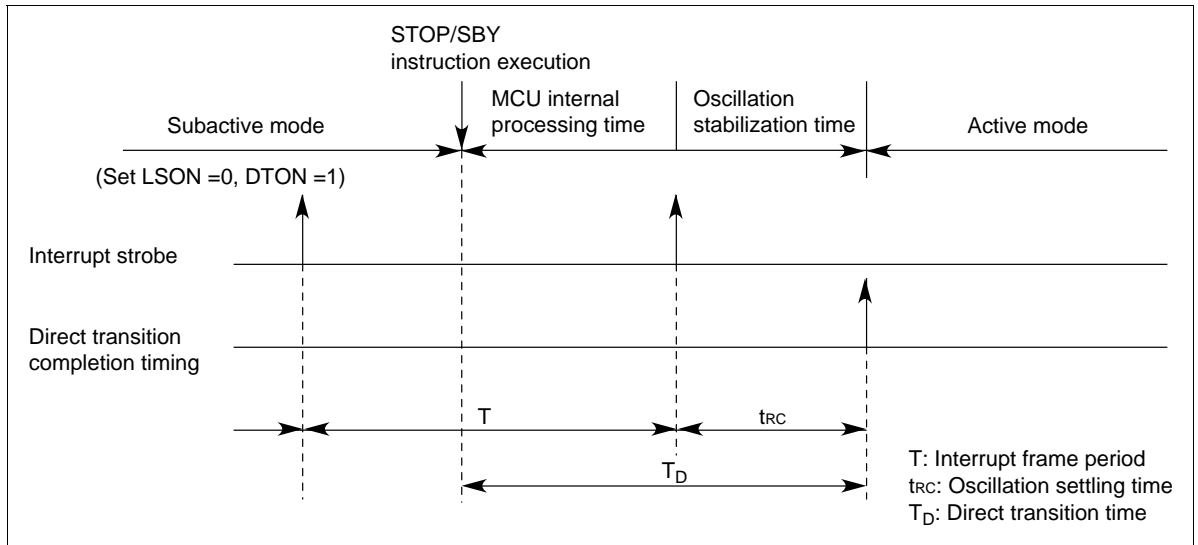 STOP/SBY
instruction execution
MCU internal
processing time
Oscillation
stabilization time
Subactive mode
Active mode
(Set LSON =0, DTON =1)
Interrupt strobe
Direct transition
completion timing
T
tRC
TD
T: Interrupt frame period
tRC: Oscillation settling time
TD: Direct transition time